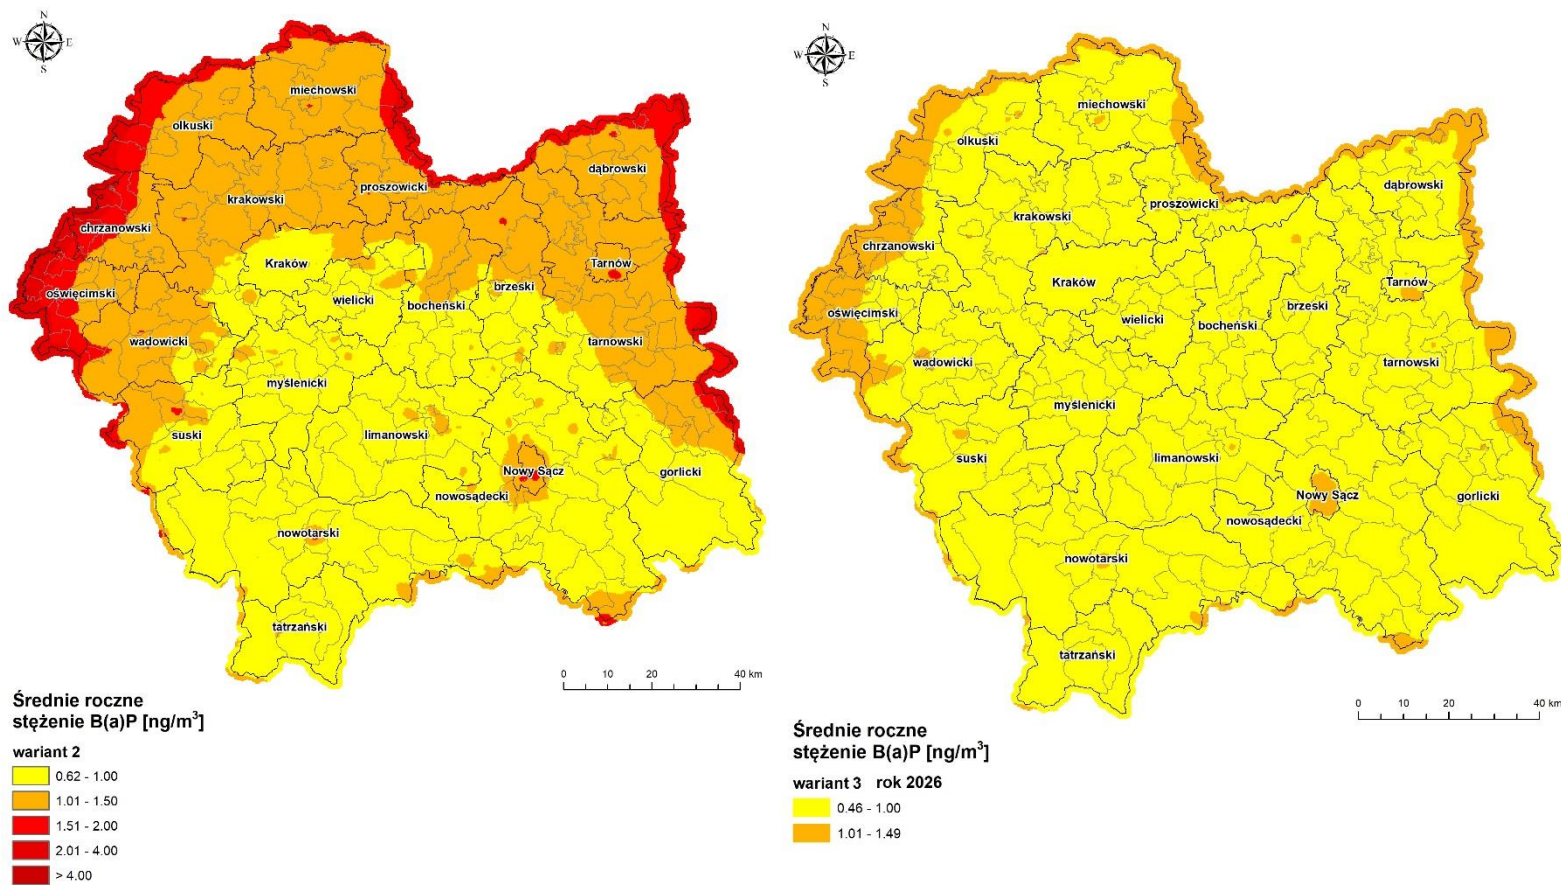 N
W E
S
miechowski
olkuski
dąbrowski
proszowicki
krakowski
chrzanowski
Kraków
Tarnów
oświęcimski
brzeski
wielicki
bocheński
wadowicki
tarnowski
myślenicki
suski
limanowski
Nowy Sącz
gorlicki
nowosądecki
nowotarski
tatrzański
0 10 20 40 km
Średnie roczne
stężenie B(a)P [ng/m³]
wariant 2
0.62 - 1.00
1.01 - 1.50
1.51 - 2.00
2.01 - 4.00
> 4.00
N
W E
S
miechowski
olkuski
dąbrowski
proszowicki
krakowski
chrzanowski
Kraków
Tarnów
brzeski
oświęcimski
wielicki
bocheński
wadowicki
tarnowski
myślenicki
suski
limanowski
Nowy Sącz
gorlicki
nowosądecki
nowotarski
tatrzański
0 10 20 40 km
Średnie roczne
stężenie B(a)P [ng/m³]
wariant 3 rok 2026
0.46 - 1.00
1.01 - 1.49